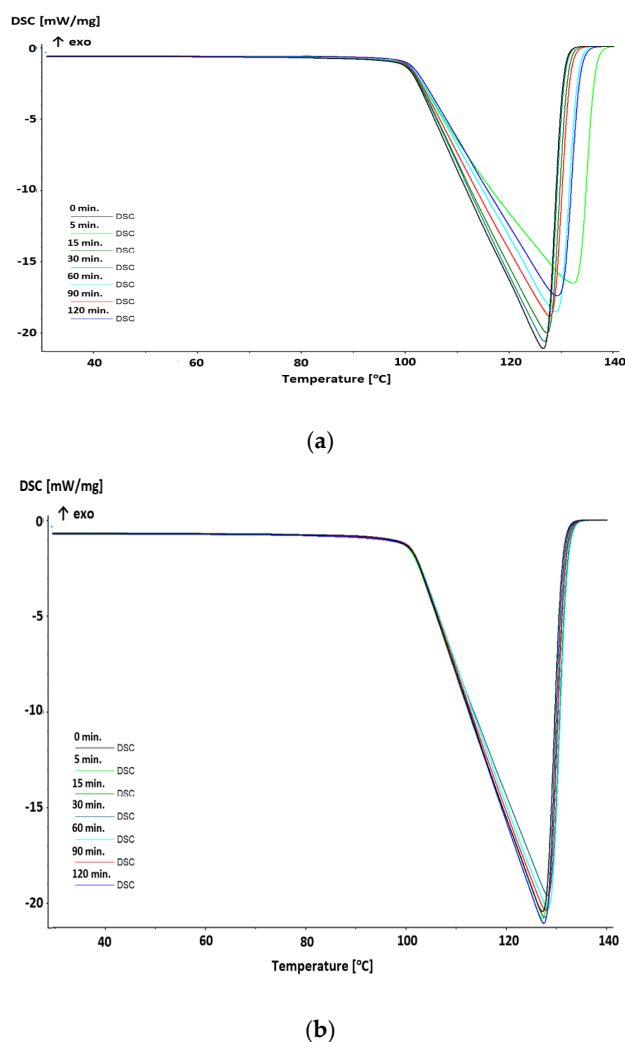 DSC [mW/mg]
↑ exo
0
-5
-10
-15
-20
0 min.
DSC
5 min.
DSC
15 min.
DSC
30 min.
DSC
60 min.
DSC
90 min.
DSC
120 min.
DSC
40 60 80 100 120 140
Temperature [°C]
(a)
DSC [mW/mg]
↑ exo
0
-5
-10
-15
-20
0 min.
DSC
5 min.
DSC
15 min.
DSC
30 min.
DSC
60 min.
DSC
90 min.
DSC
120 min.
DSC
40 60 80 100 120 140
Temperature [°C]
(b)